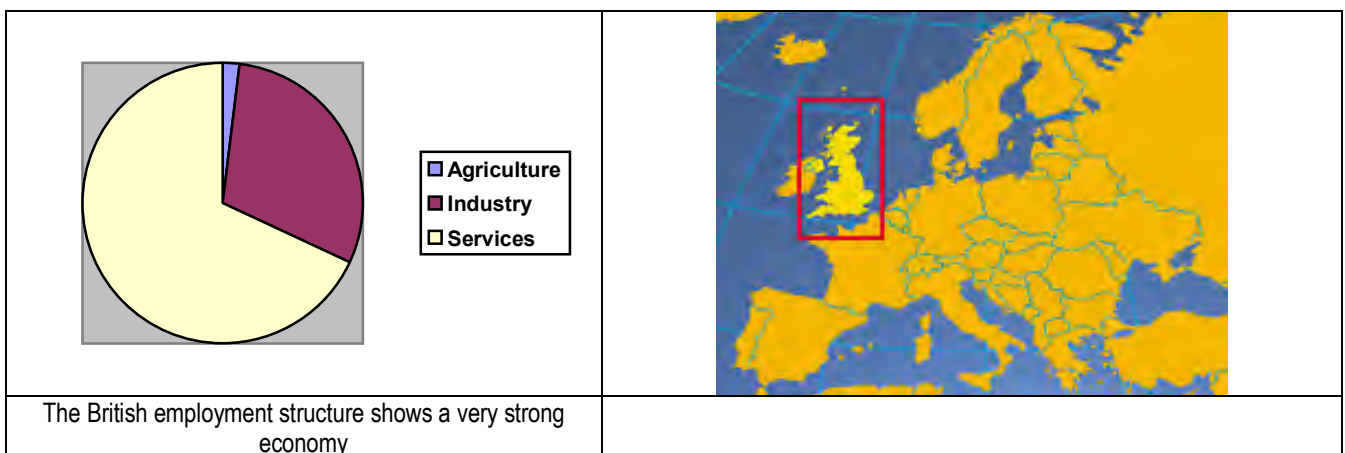 Agriculture
Industry
Services
The British employment structure shows a very strong
economy